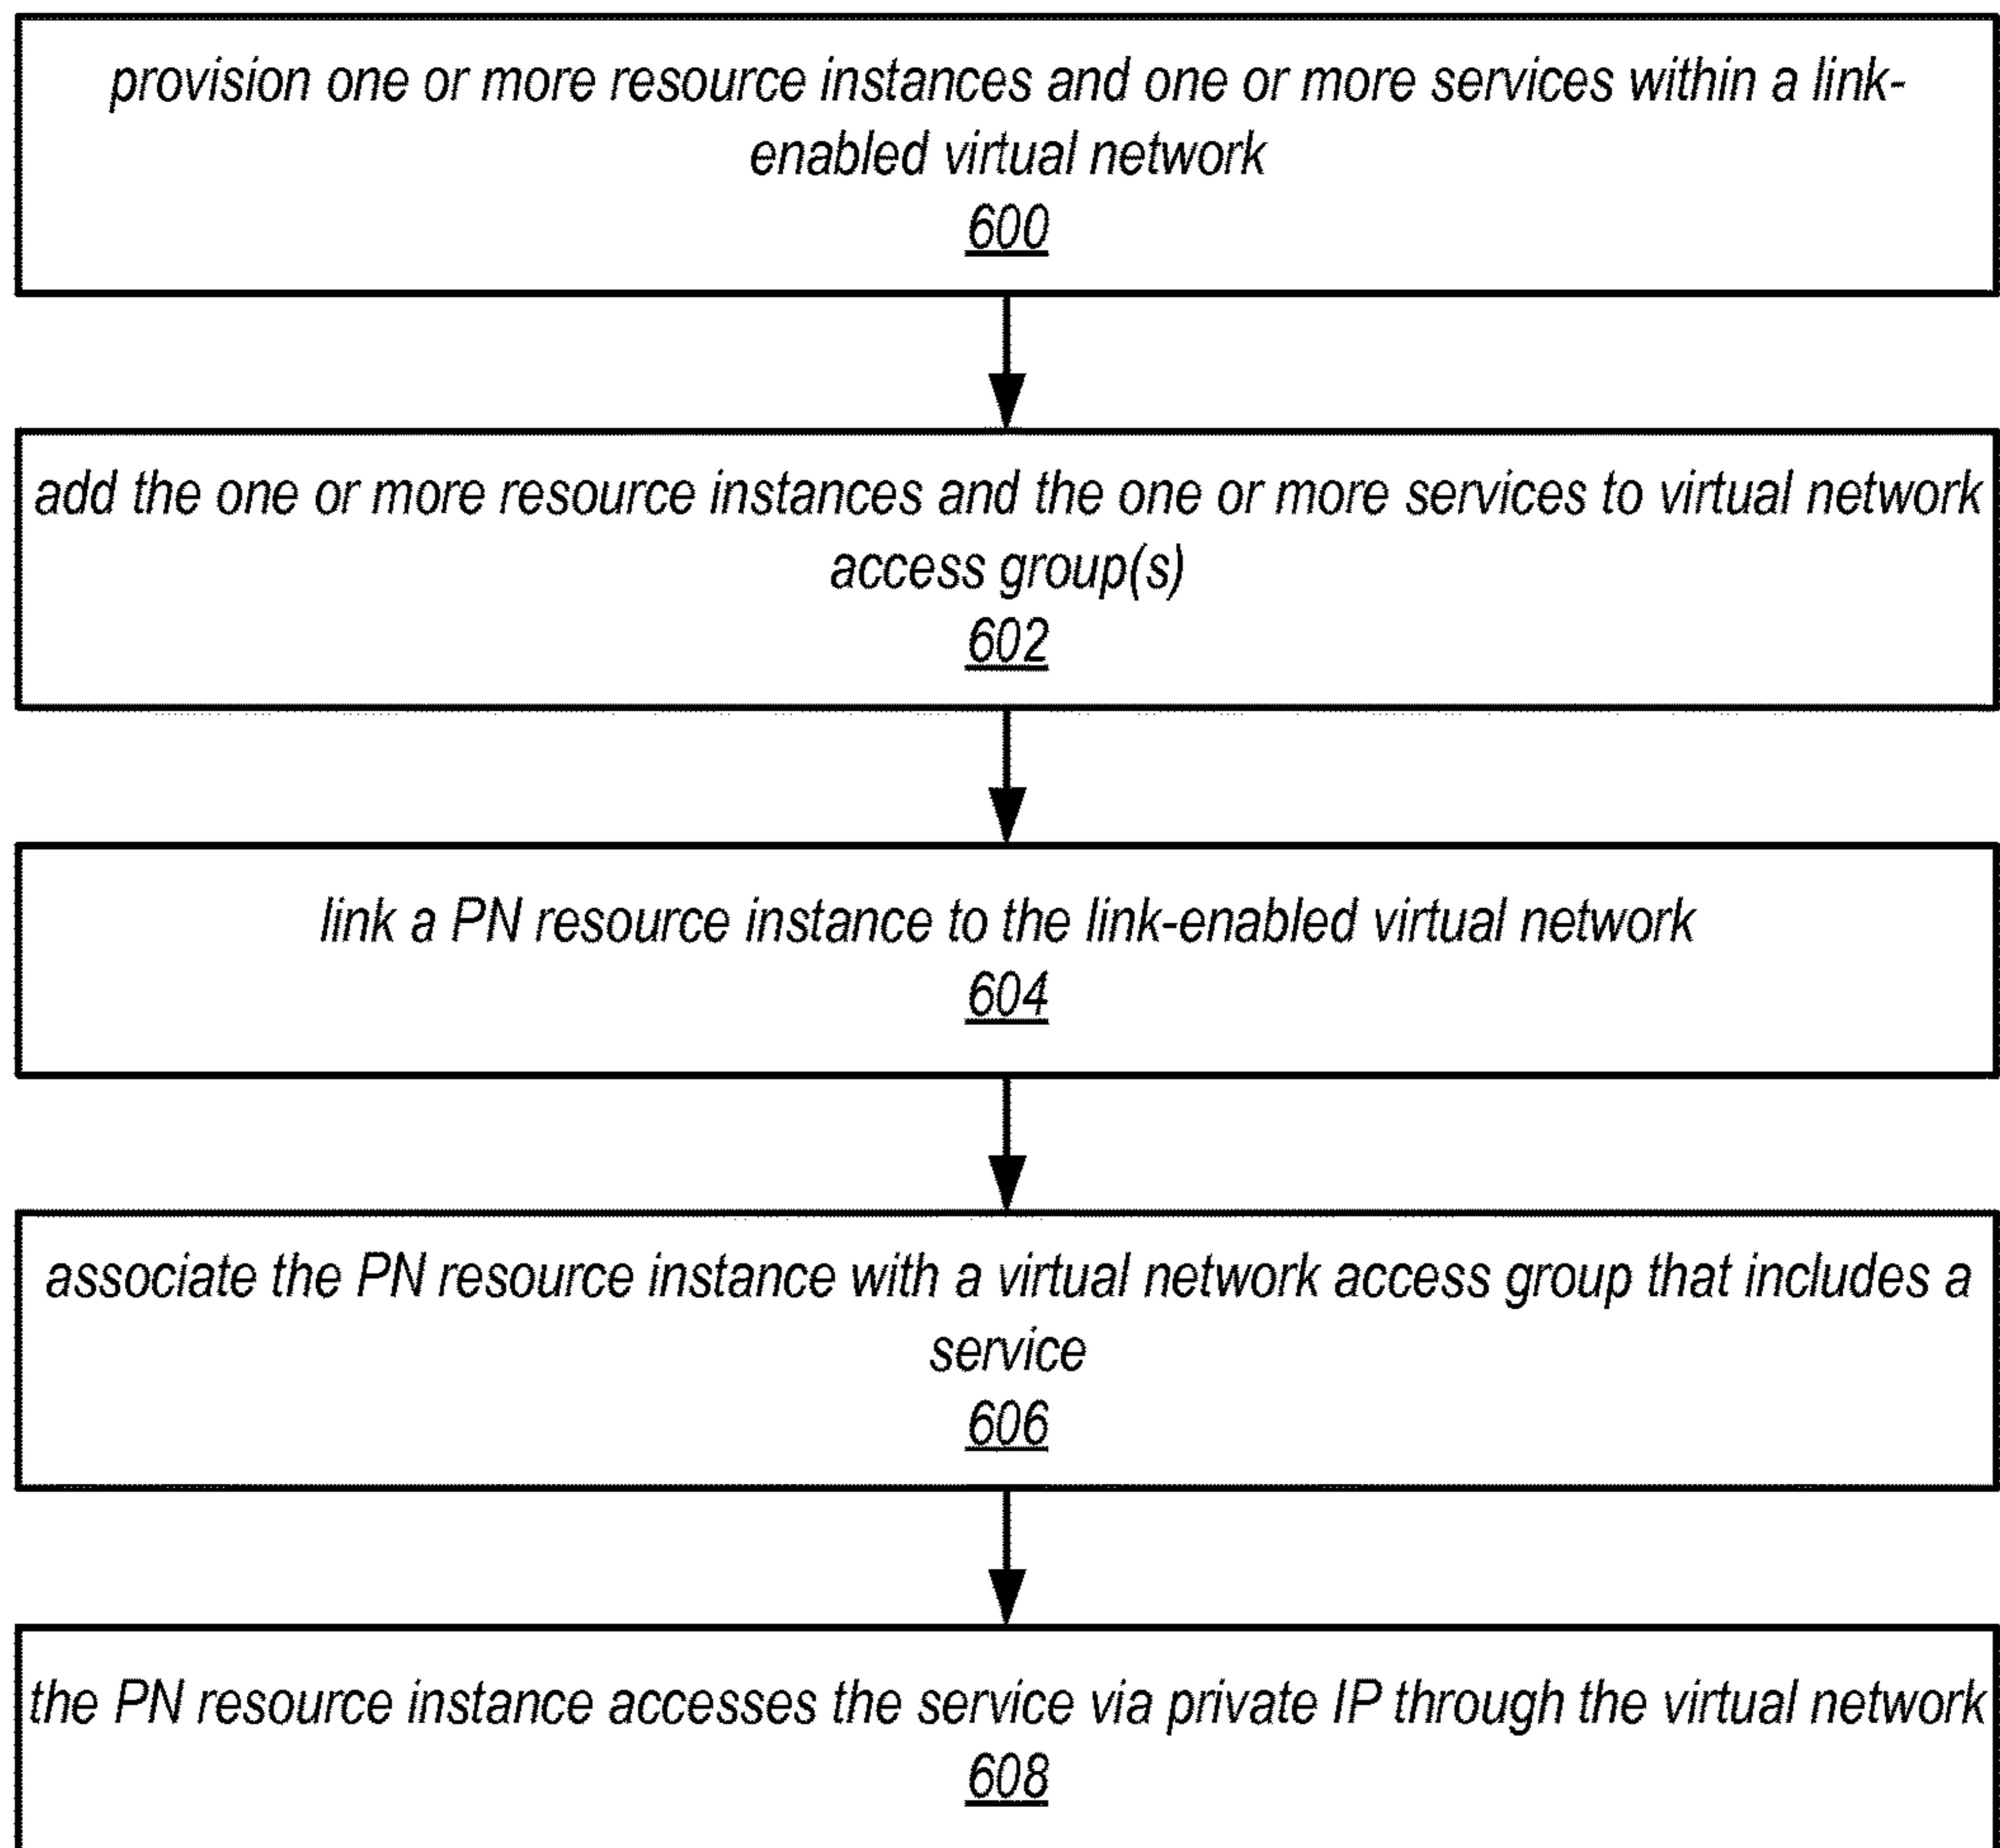 provision one or more resource instances and one or more services within a link-
enabled virtual network
600
add the one or more resource instances and the one or more services to virtual network
access group(s)
602
link a PN resource instance to the link-enabled virtual network
604
associate the PN resource instance with a virtual network access group that includes a
service
606
the PN resource instance accesses the service via private IP through the virtual network
608